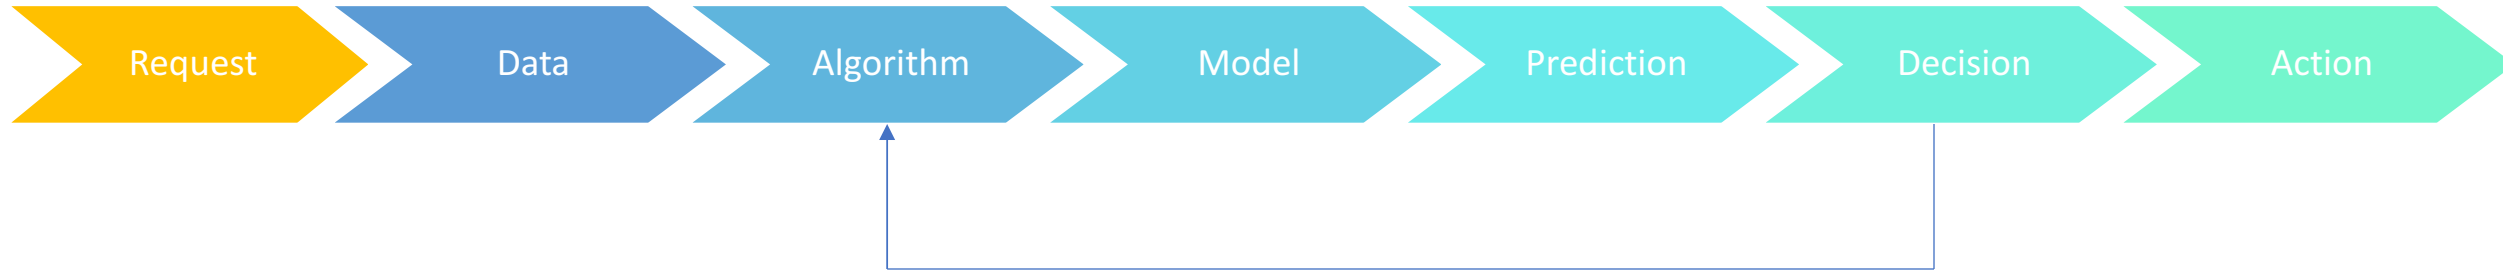 Request
Data
Algorithm
Model
Prediction
Decision
Action